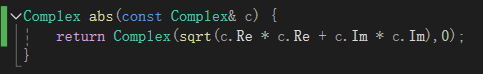 Complex abs(const Complex& c) {
    return Complex(sqrt(c.Re * c.Re + c.Im * c.Im),0);
}